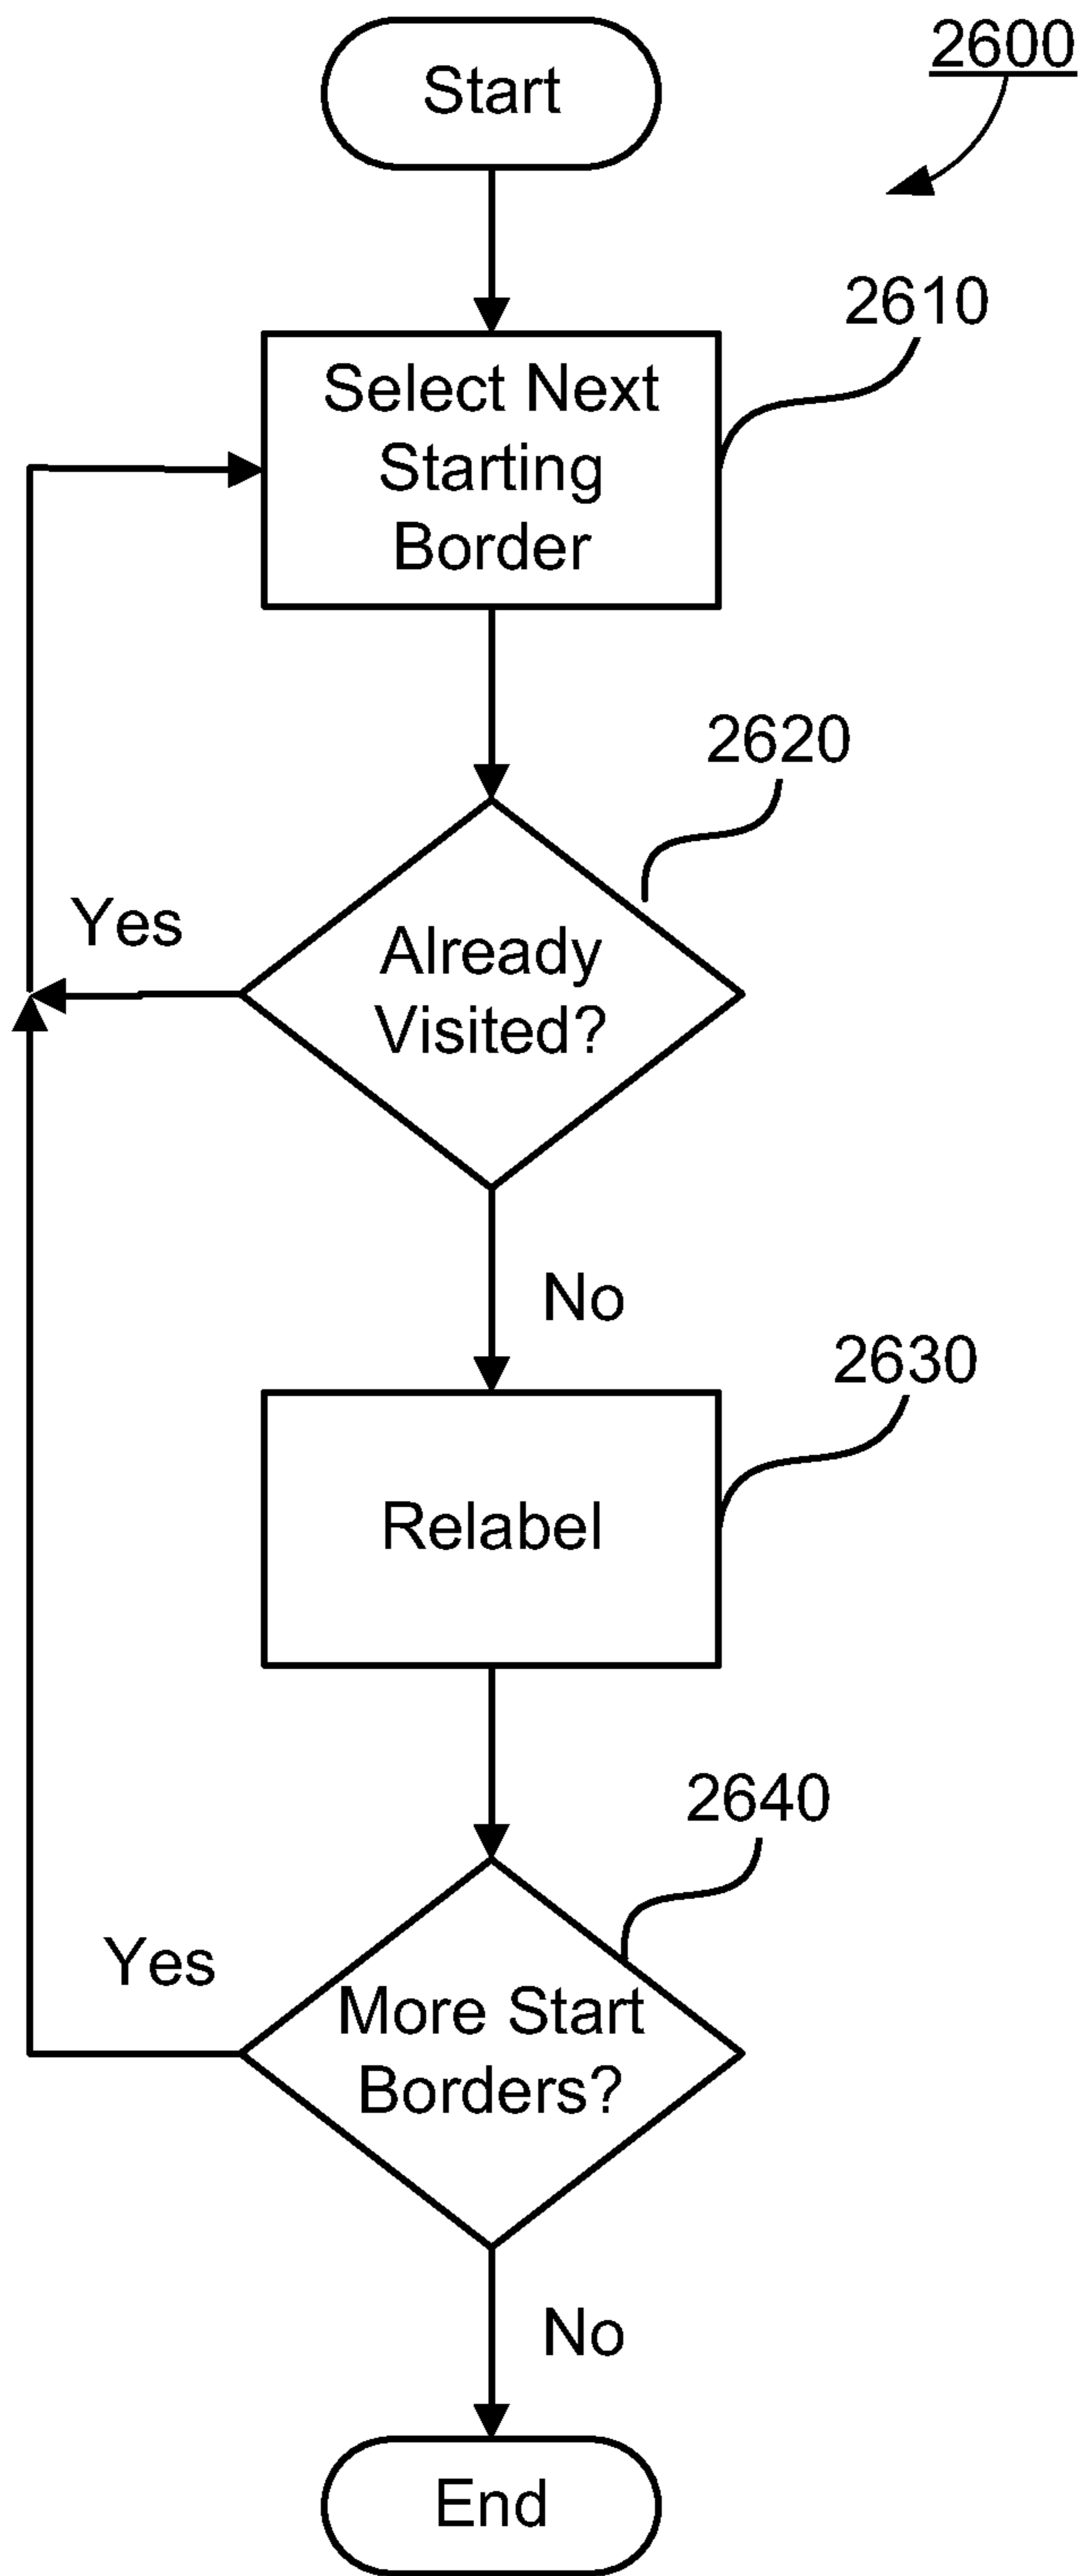 Start
2600
2610
Select Next
Starting
Border
2620
Yes
Already
Visited?
No
2630
Relabel
2640
Yes
More Start
Borders?
No
End